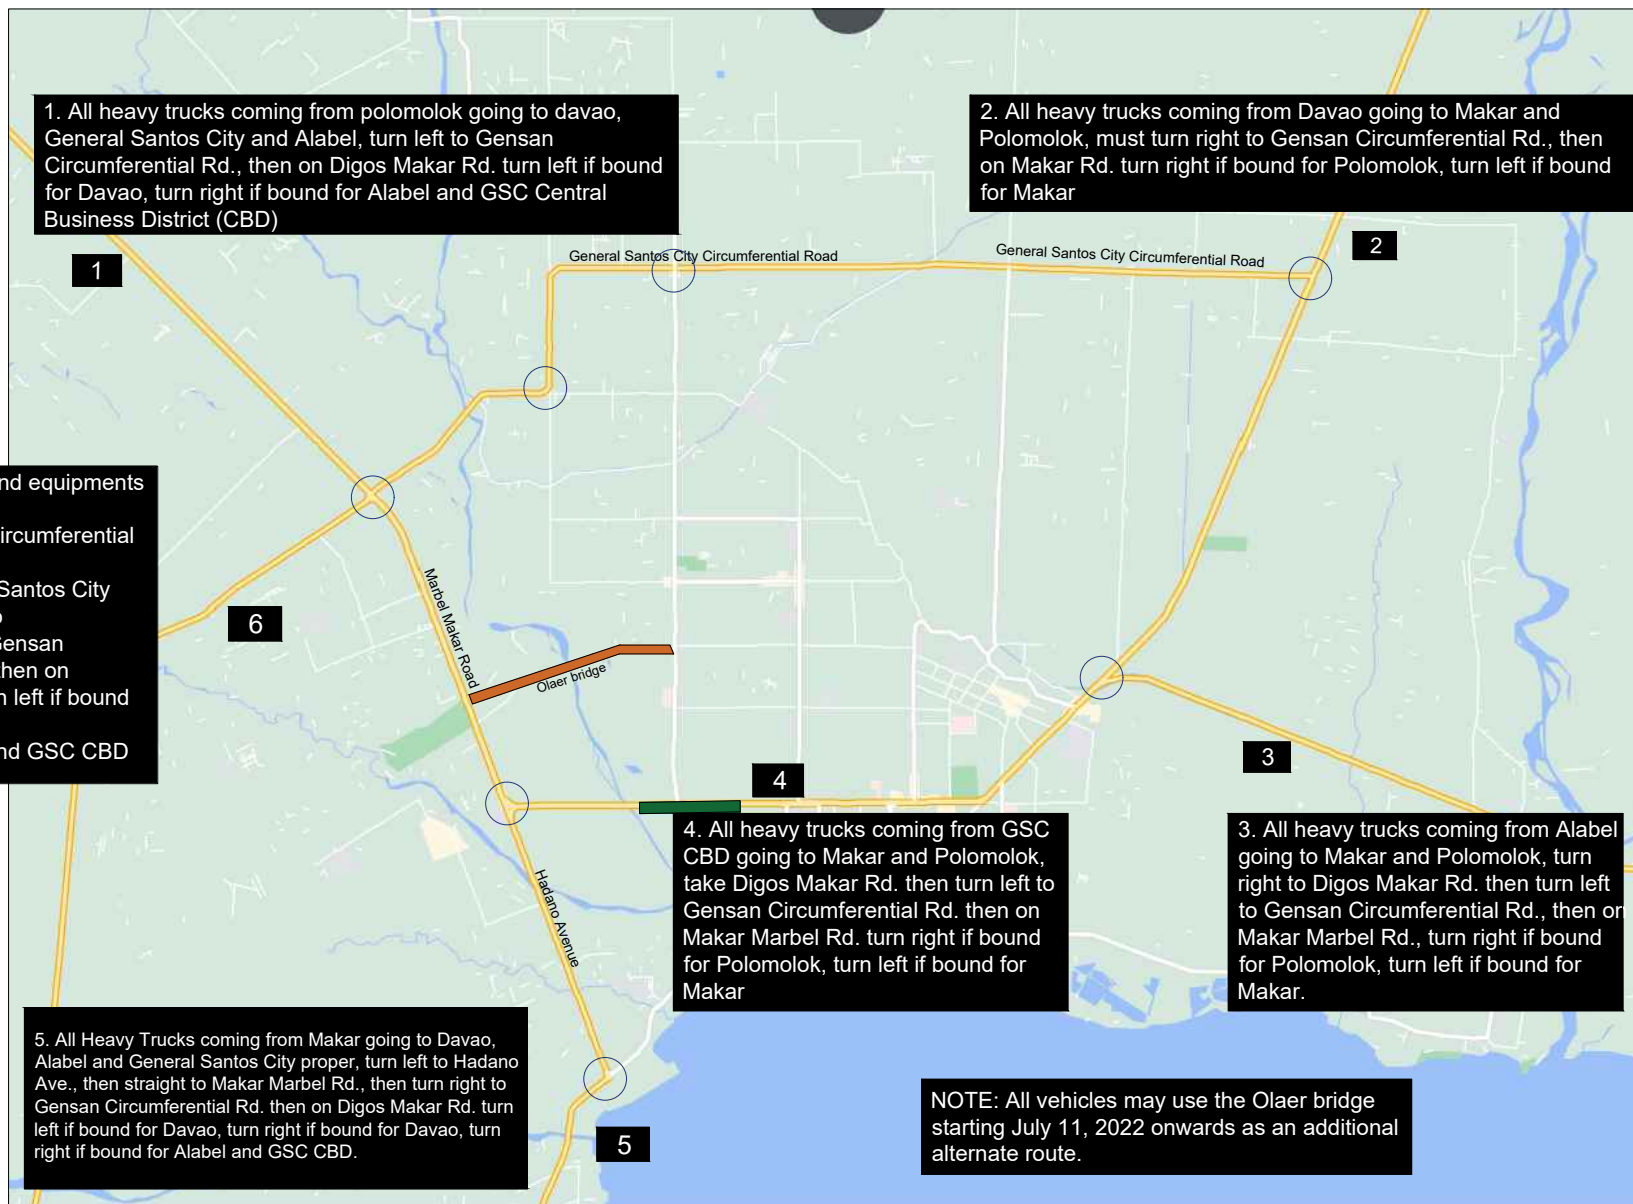 1. All heavy trucks coming from polomolok going to davao,
General Santos City and Alabel, turn left to Gensan
Circumferential Rd., then on Digos Makar Rd. turn left if bound
for Davao, turn right if bound for Alabel and GSC Central
Business District (CBD)
2. All heavy trucks coming from Davao going to Makar and
Polomolok, must turn right to Gensan Circumferential Rd., then
on Makar Rd. turn right if bound for Polomolok, turn left if bound
for Makar
1
2
General Santos City Circumferential Road
General Santos City Circumferential Road
nd equipments
ircumferential
Santos City
Gensan
then on
n left if bound
nd GSC CBD
6
Marbel Makar Road
Olaer bridge
3
4
4. All heavy trucks coming from GSC
CBD going to Makar and Polomolok,
take Digos Makar Rd. then turn left to
Gensan Circumferential Rd. then on
Makar Marbel Rd. turn right if bound
for Polomolok, turn left if bound for
Makar
3. All heavy trucks coming from Alabel
going to Makar and Polomolok, turn
right to Digos Makar Rd. then turn left
to Gensan Circumferential Rd., then on
Makar Marbel Rd., turn right if bound
for Polomolok, turn left if bound for
Makar.
Hadano Avenue
5. All Heavy Trucks coming from Makar going to Davao,
Alabel and General Santos City proper, turn left to Hadano
Ave., then straight to Makar Marbel Rd., then turn right to
Gensan Circumferential Rd. then on Digos Makar Rd. turn
left if bound for Davao, turn right if bound for Davao, turn
right if bound for Alabel and GSC CBD.
5
NOTE: All vehicles may use the Olaer bridge
starting July 11, 2022 onwards as an additional
alternate route.